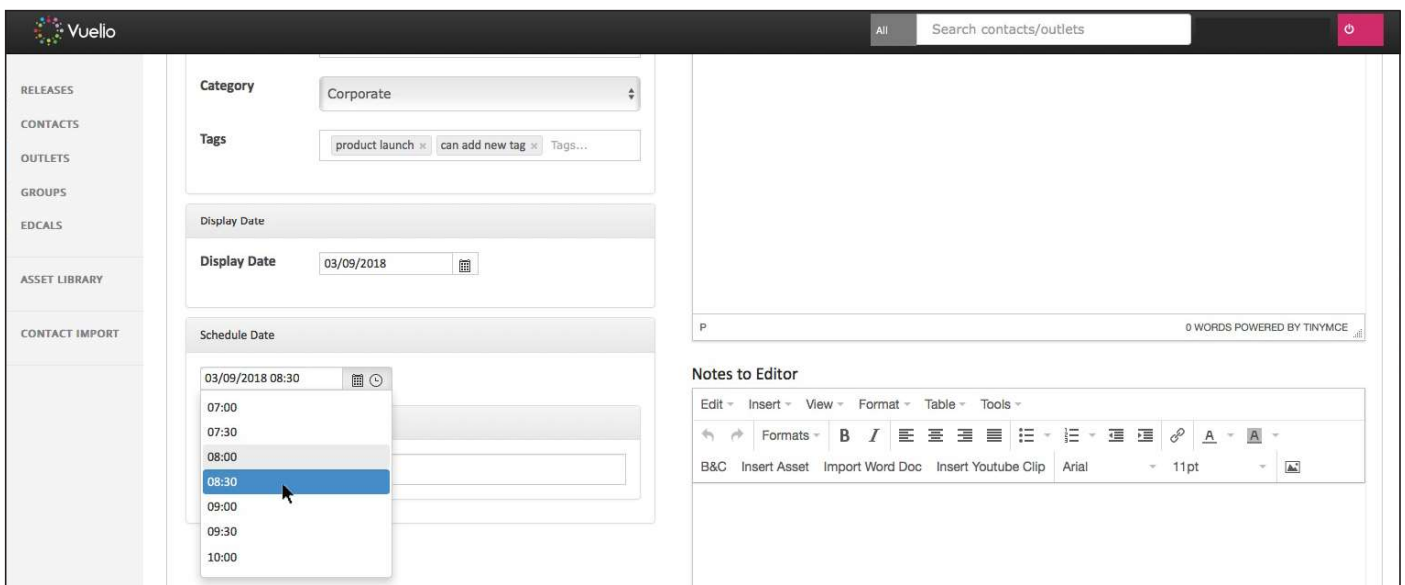 Vuelio
All
Search contacts/outlets
RELEASES
CONTACTS
OUTLETS
GROUPS
EDCALS
ASSET LIBRARY
CONTACT IMPORT
Category
Corporate
Tags
product launch × can add new tag × Tags...
Display Date
Display Date
03/09/2018
Schedule Date
03/09/2018 08:30
07:00
07:30
08:00
08:30
09:00
09:30
10:00
P
0 WORDS POWERED BY TINYMCE
Notes to Editor
Edit Insert View Format Table Tools
Formats B I A A
B&C Insert Asset Import Word Doc Insert Youtube Clip Arial 11pt